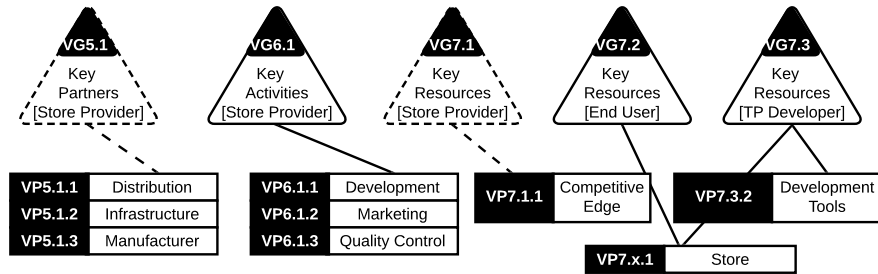 VG5.1
Key
Partners
[Store Provider]
VG6.1
Key
Activities
[Store Provider]
VG7.1
Key
Resources
[Store Provider]
VG7.2
Key
Resources
[End User]
VG7.3
Key
Resources
[TP Developer]
VP5.1.1 Distribution
VP5.1.2 Infrastructure
VP5.1.3 Manufacturer
VP6.1.1 Development
VP6.1.2 Marketing
VP6.1.3 Quality Control
VP7.1.1
Competitive
Edge
VP7.3.2
Development
Tools
VP7.x.1 Store